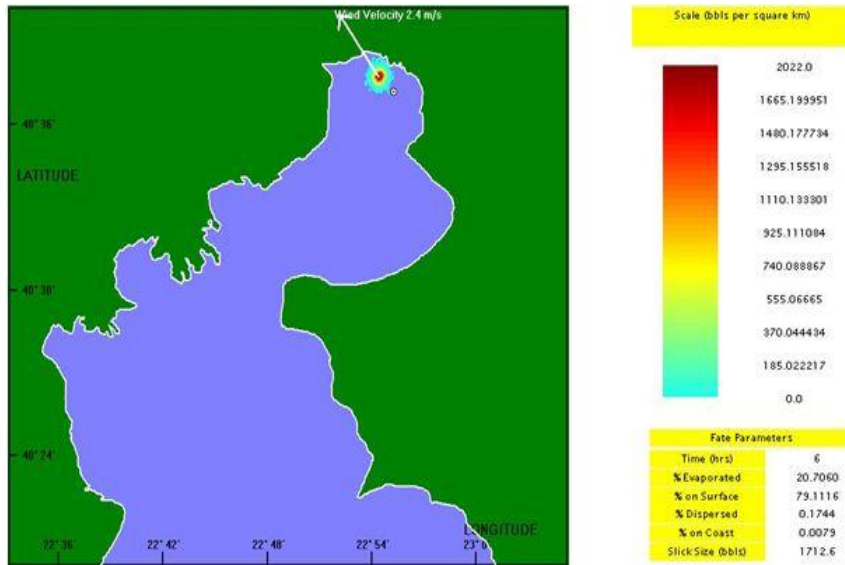 Wind Velocity 2.4 m/s
40° 36'
LATITUDE
40° 30'
40° 24'
LONGITUDE
22° 36'
22° 42'
22° 48'
22° 54'
23° 0'
Scale (bbls per square km)
2022.0
1665.199951
1480.177734
1295.155518
1110.133301
925.111084
740.088867
555.06665
370.044434
185.022217
0.0
Fate Parameters
Time (hrs) 6
% Evaporated 20.7060
% on Surface 79.1116
% Dispersed 0.1744
% on Coast 0.0079
Slick Size (bbls) 1712.6